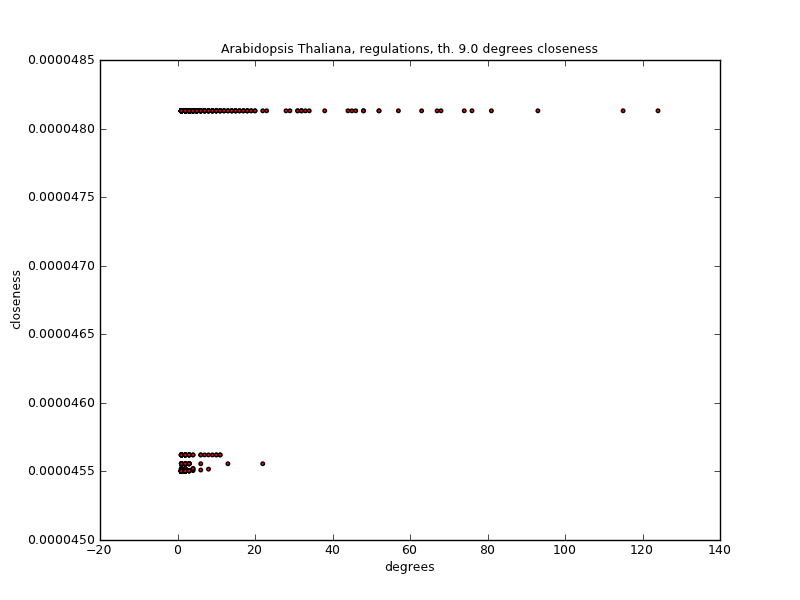 Arabidopsis Thaliana, regulations, th. 9.0 degrees closeness
0.0000485
0.0000480
0.0000475
0.0000470
0.0000465
0.0000460
0.0000455
0.0000450
closeness
−20 0 20 40 60 80 100 120 140
degrees